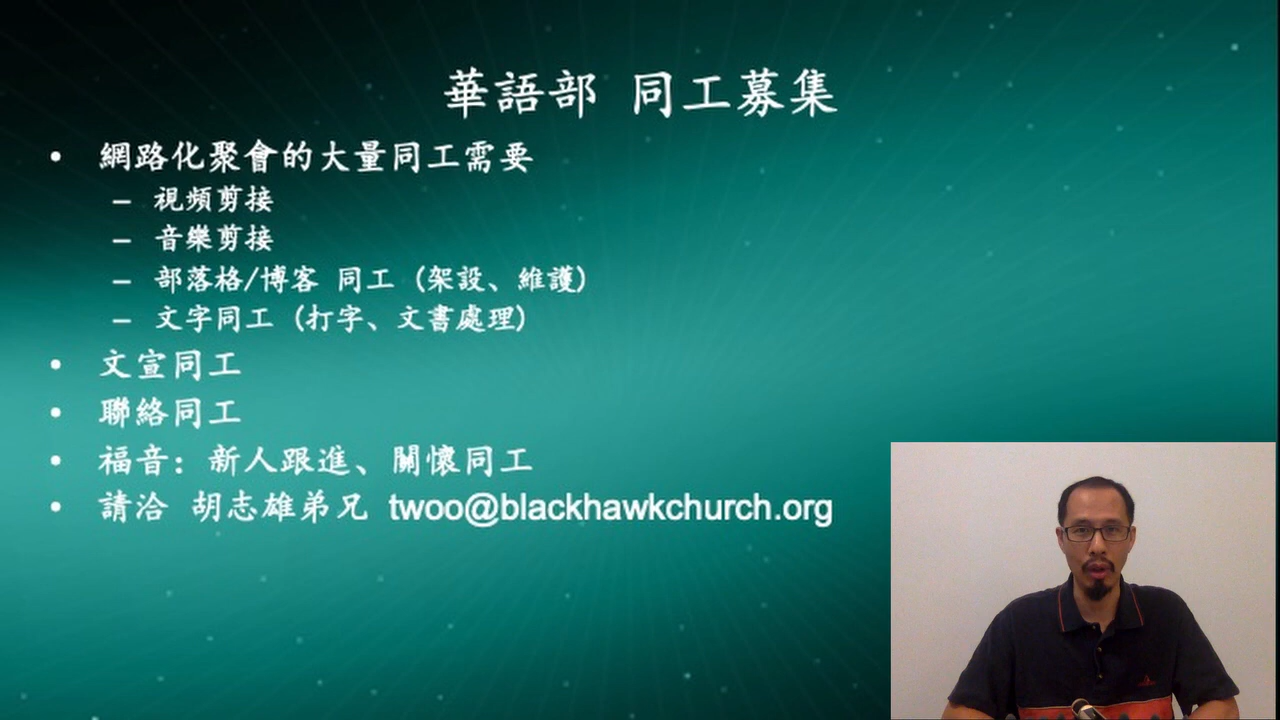 華語部 同工募集
• 網路化聚會的大量同工需要
– 視頻剪接
– 音樂剪接
– 部落格/博客 同工 (架設、維護)
– 文字同工 (打字、文書處理)
• 文宣同工
• 聯絡同工
• 福音: 新人跟進、關懷同工
• 請洽 胡志雄弟兄 twoo@blackhawkchurch.org